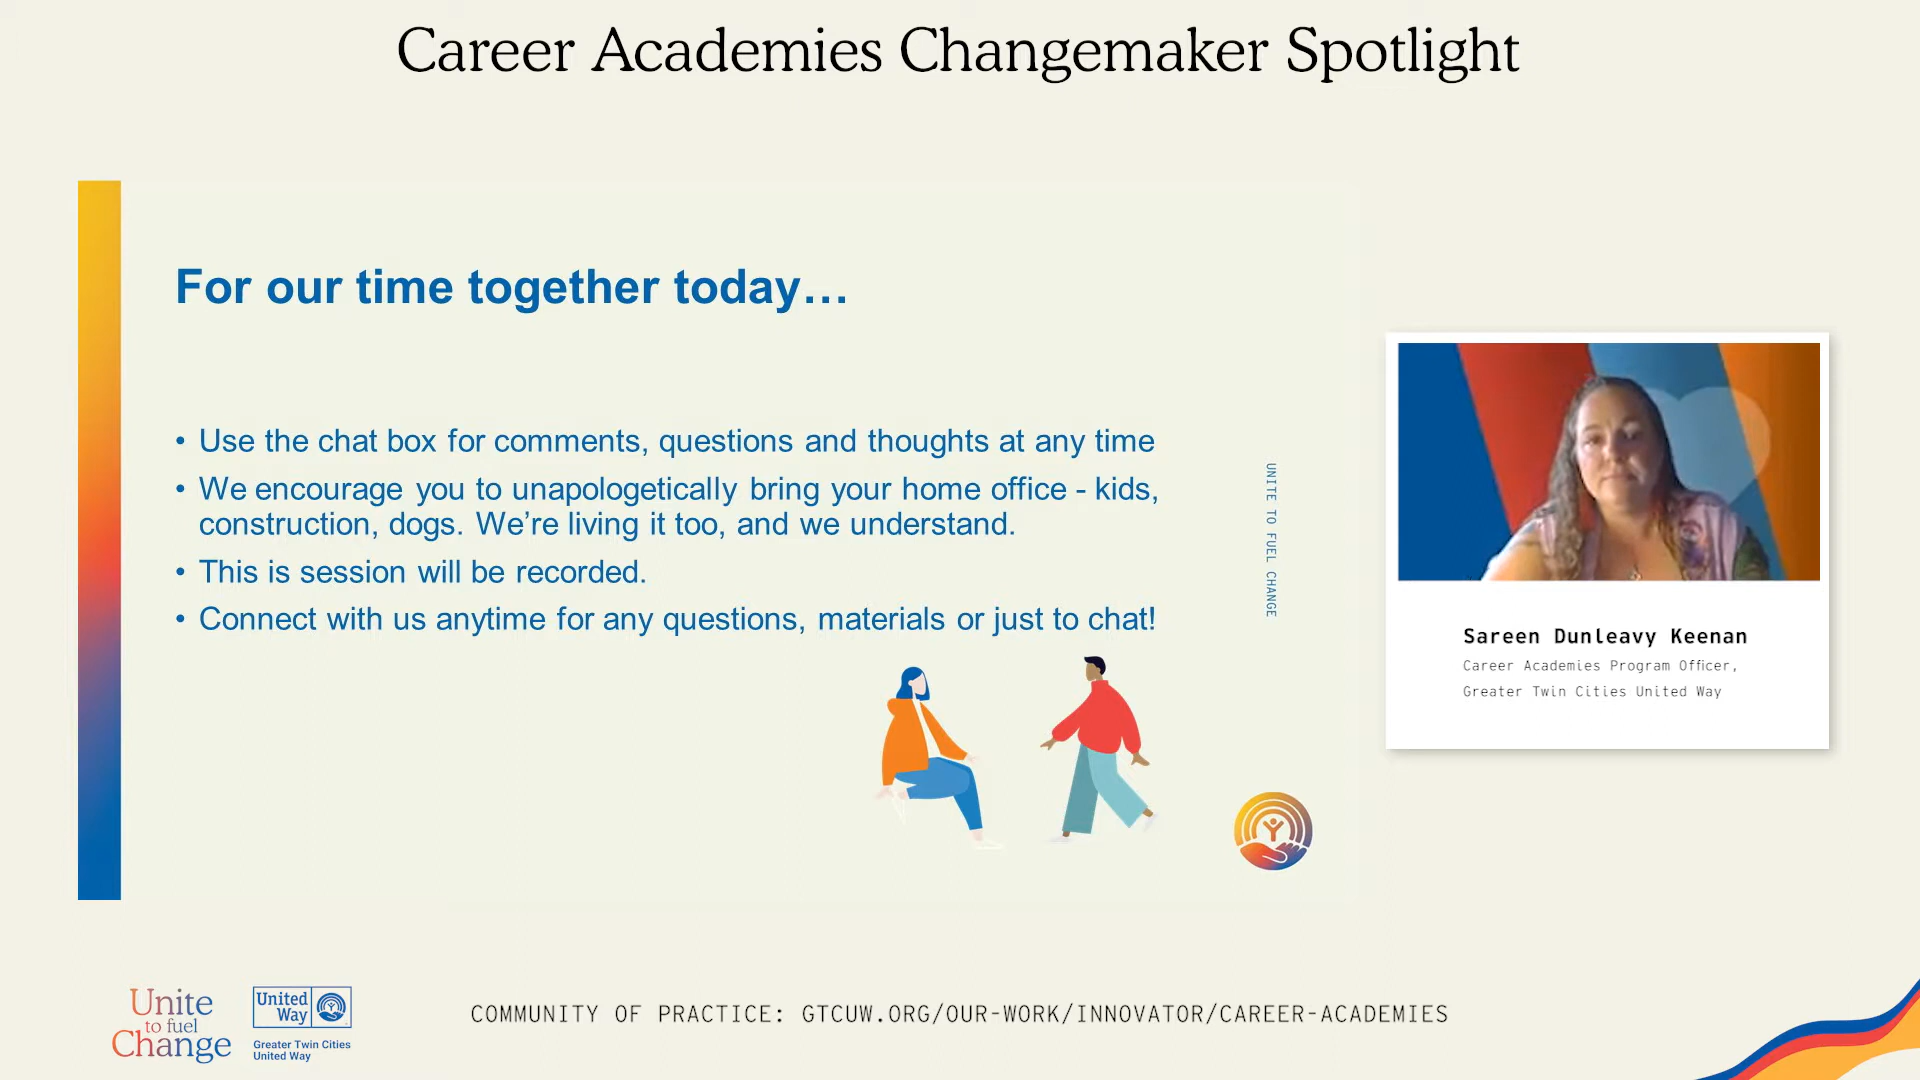 Career Academies Changemaker Spotlight
For our time together today…
• Use the chat box for comments, questions and thoughts at any time
• We encourage you to unapologetically bring your home office - kids,
construction, dogs. We’re living it too, and we understand.
• This is session will be recorded.
• Connect with us anytime for any questions, materials or just to chat!
UNITE TO FUEL CHANGE
Sareen Dunleavy Keenan
Career Academies Program Officer,
Greater Twin Cities United Way
Unite
to fuel
Change
United
Way
Greater Twin Cities
United Way
COMMUNITY OF PRACTICE: GTCUW.ORG/OUR-WORK/INNOVATOR/CAREER-ACADEMIES